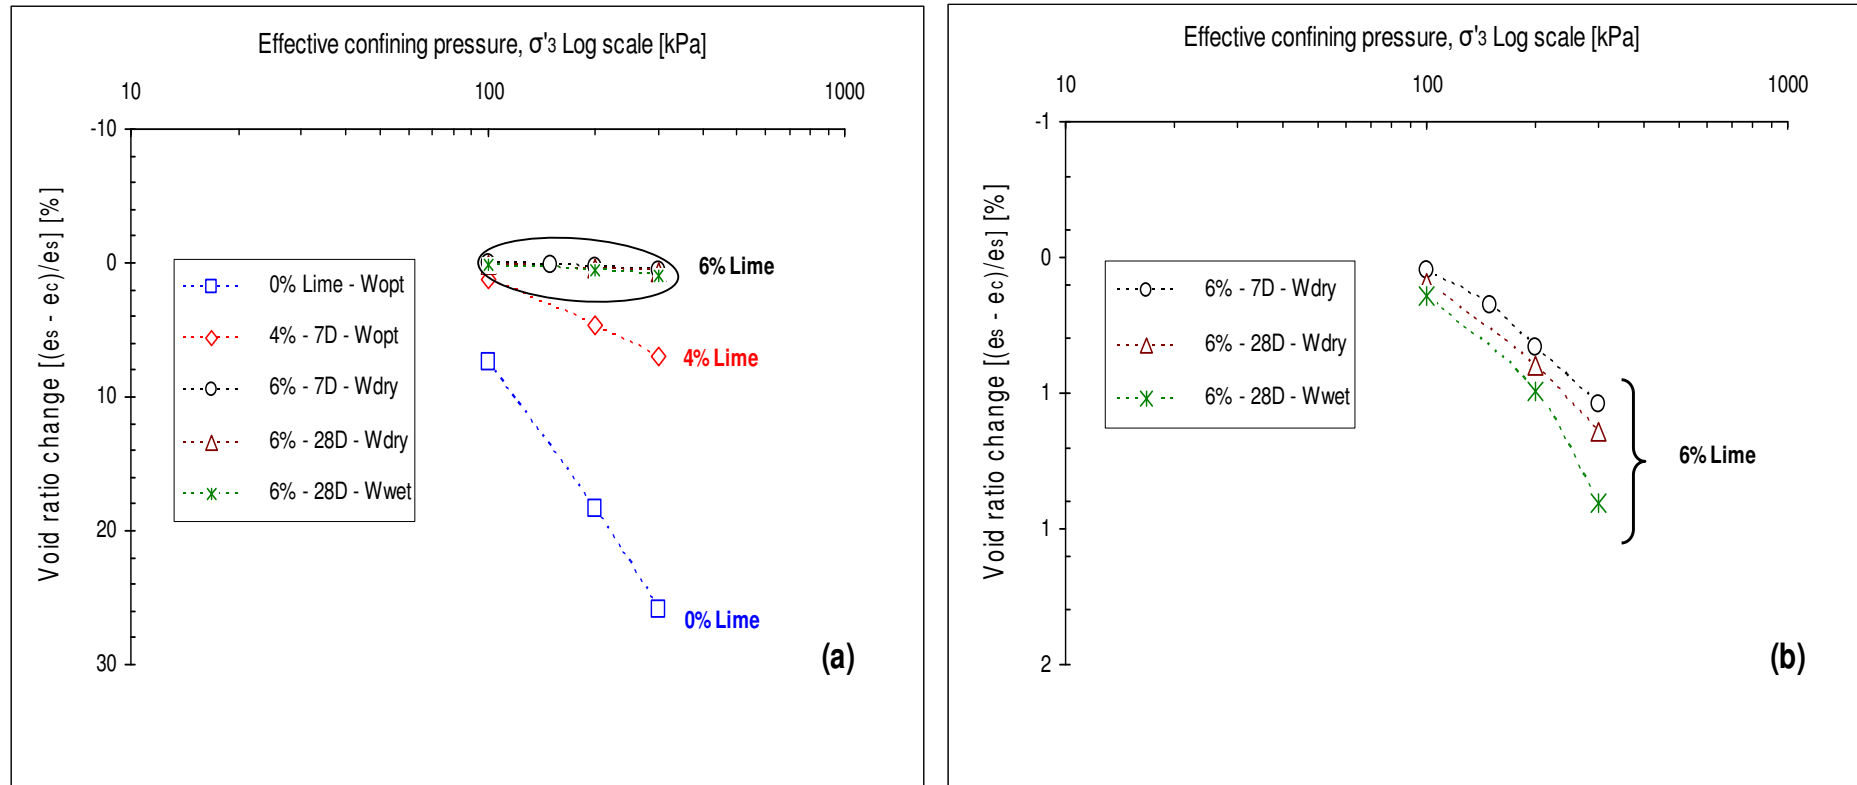 Effective confining pressure, σ'3 Log scale [kPa]
10 100 1000
-10
0
10
20
30
Void ratio change [(es - ec)/es] [%]
0% Lime - Wopt
4% - 7D - Wopt
6% - 7D - Wdry
6% - 28D - Wdry
6% - 28D - Wwet
6% Lime
4% Lime
0% Lime
(a)
Effective confining pressure, σ'3 Log scale [kPa]
10 100 1000
-1
0
1
1
2
Void ratio change [(es - ec)/es] [%]
6% - 7D - Wdry
6% - 28D - Wdry
6% - 28D - Wwet
6% Lime
(b)